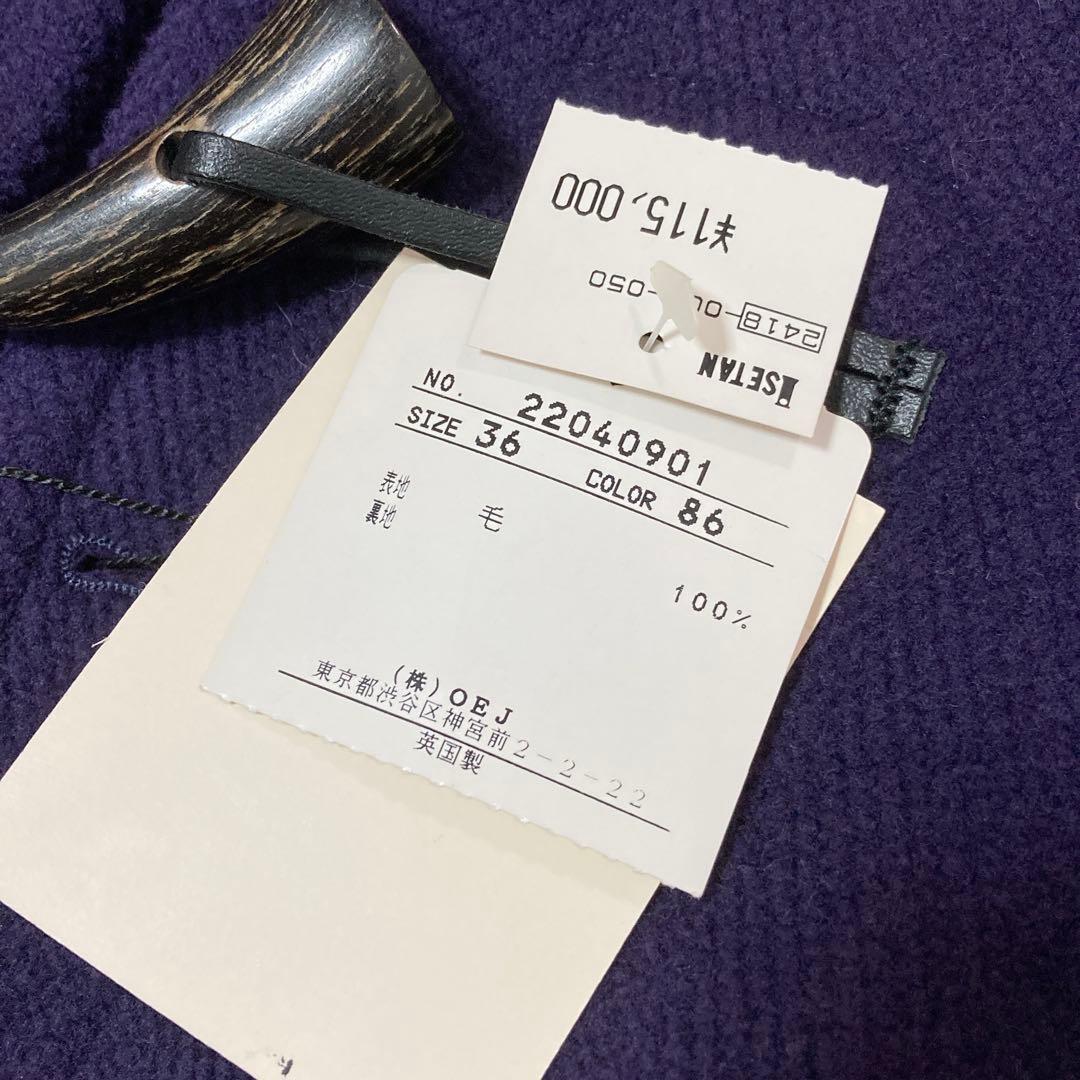 ¥115,000
2418-0 -050
ISETAN
NO. 22040901
SIZE 36 COLOR 86
表地
裏地 毛
100%
(株)OEJ
東京都渋谷区神宮前2-2-22
英国製